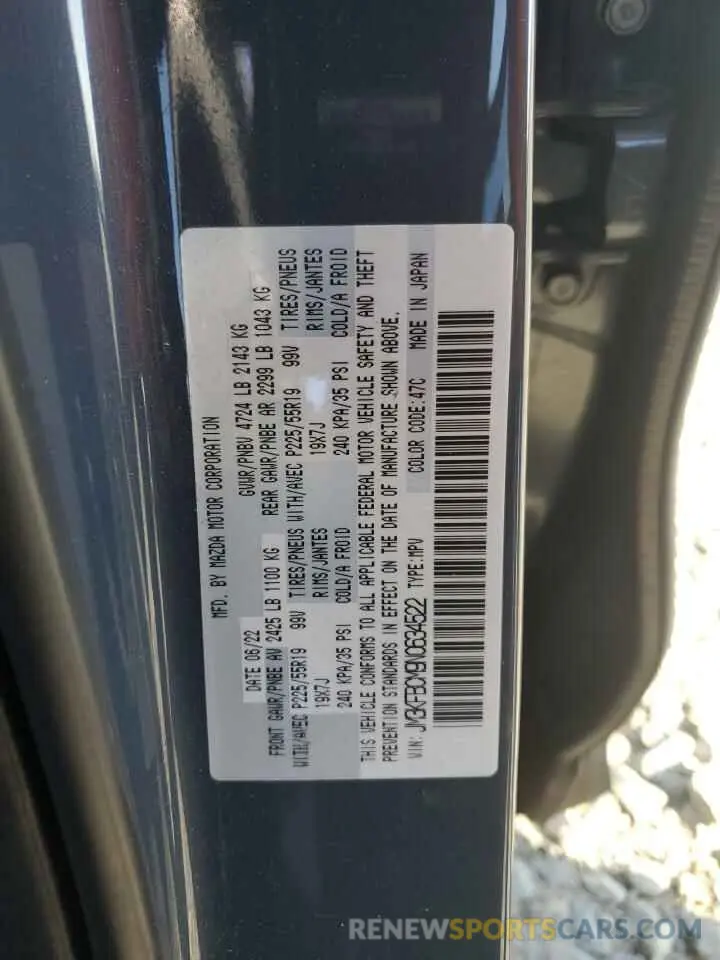 MFD. BY MAZDA MOTOR CORPORATION
DATE 06/22 GVWR/PNBV 4724 LB 2143 KG
FRONT GAWR/PNBE AV 2425 LB 1100 KG REAR GAWR/PNBE AR 2299 LB 1043 KG
WITH/AVEC P225/55R19 99V TIRES/PNEUS WITH/AVEC P225/55R19 99V TIRES/PNEUS
19X7J RIMS/JANTES 19X7J RIMS/JANTES
240 KPA/35 PSI COLD/A FROID 240 KPA/35 PSI COLD/A FROID
THIS VEHICLE CONFORMS TO ALL APPLICABLE FEDERAL MOTOR VEHICLE SAFETY AND THEFT
PREVENTION STANDARDS IN EFFECT ON THE DATE OF MANUFACTURE SHOWN ABOVE.
VIN: JM3KFBCM9N0634522 TYPE:MPV COLOR CODE:47C MADE IN JAPAN
RENEWSPORTSCARS.COM